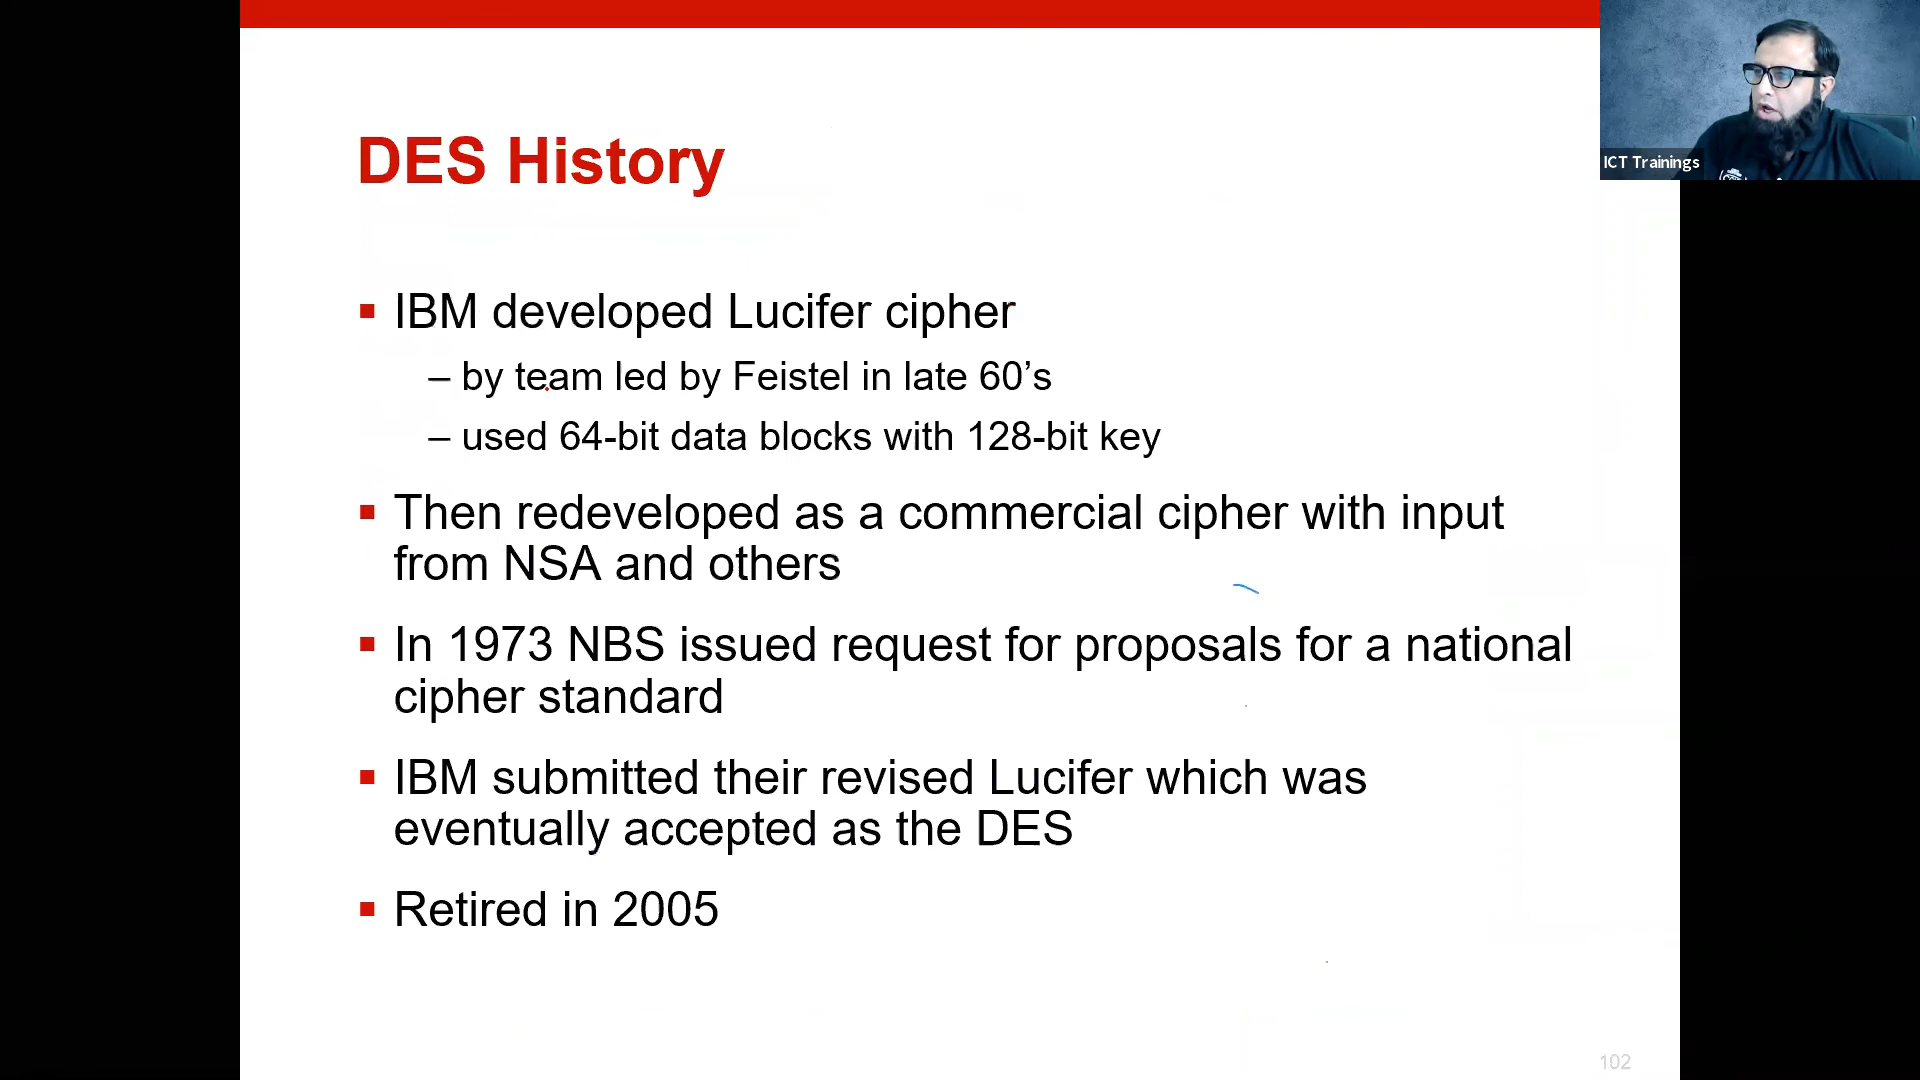 DES History
ICT Trainings
▪ IBM developed Lucifer cipher
– by team led by Feistel in late 60’s
– used 64-bit data blocks with 128-bit key
▪ Then redeveloped as a commercial cipher with input
from NSA and others
▪ In 1973 NBS issued request for proposals for a national
cipher standard
▪ IBM submitted their revised Lucifer which was
eventually accepted as the DES
▪ Retired in 2005
102